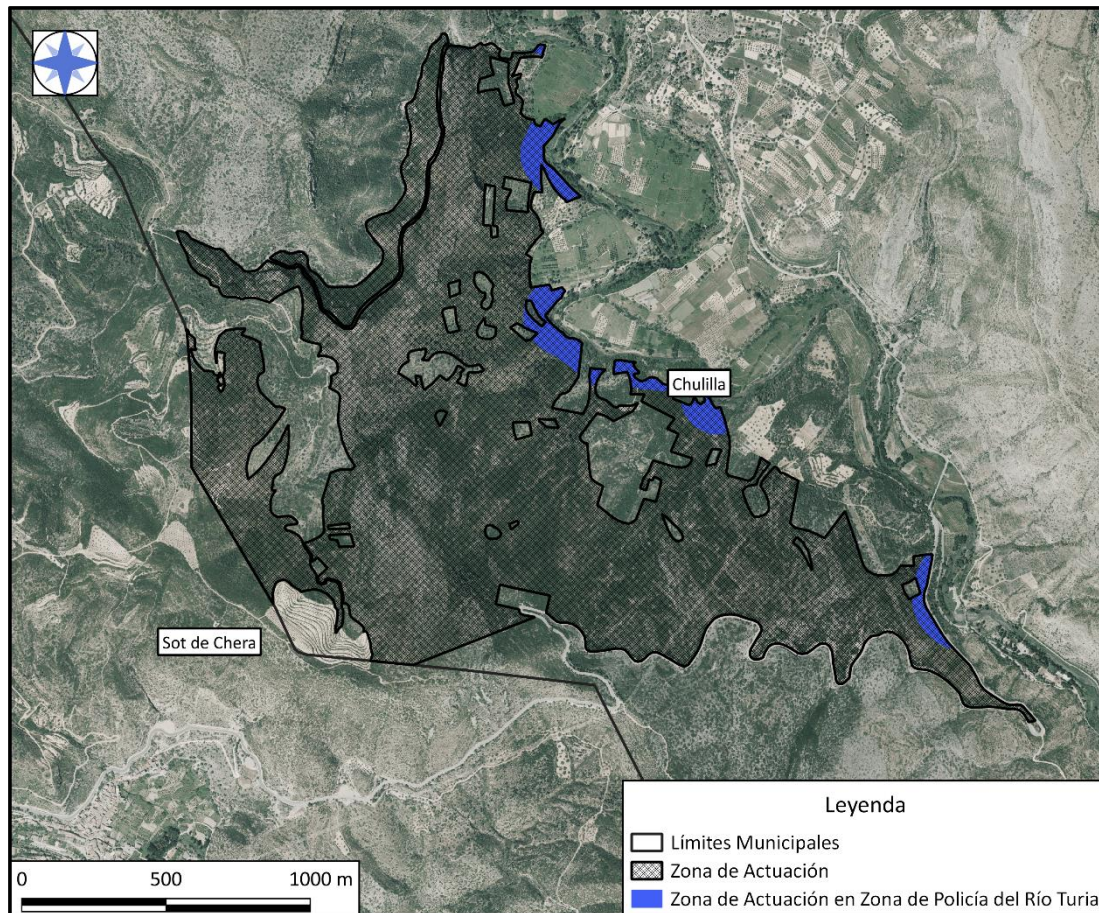 Chulilla
Sot de Chera
Leyenda
Límites Municipales
Zona de Actuación
Zona de Actuación en Zona de Policía del Río Turia
0 500 1000 m